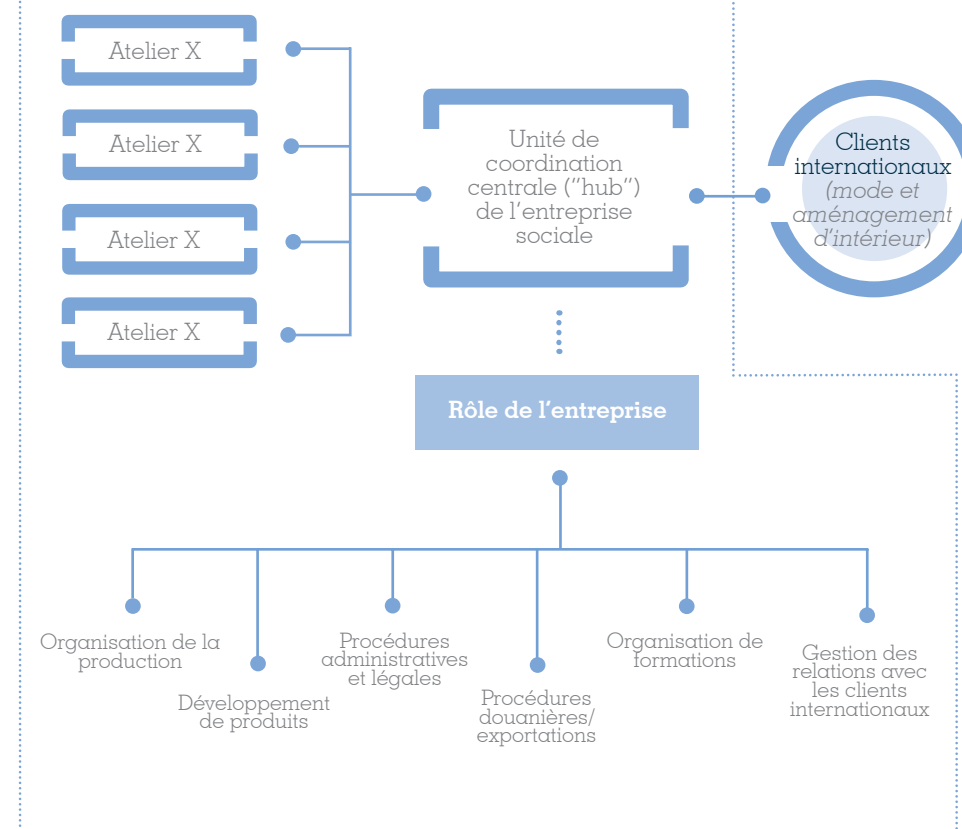 Atelier X
Atelier X
Atelier X
Atelier X
Unité de
coordination
centrale (“hub”)
de l’entreprise
sociale
Clients
internationaux
(mode et
aménagement
d’intérieur)
Rôle de l’entreprise
Organisation de la
production
Développement
de produits
Procédures
administratives
et légales
Procédures
douanières/
exportations
Organisation de
formations
Gestion des
relations avec
les clients
internationaux